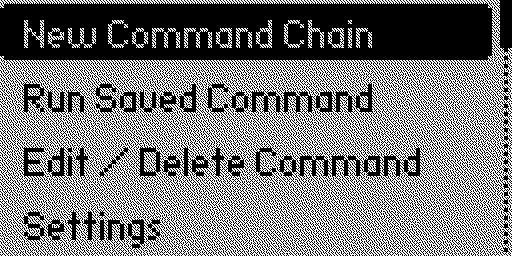 New Command Chain
Run Saved Command
Edit / Delete Command
Settings